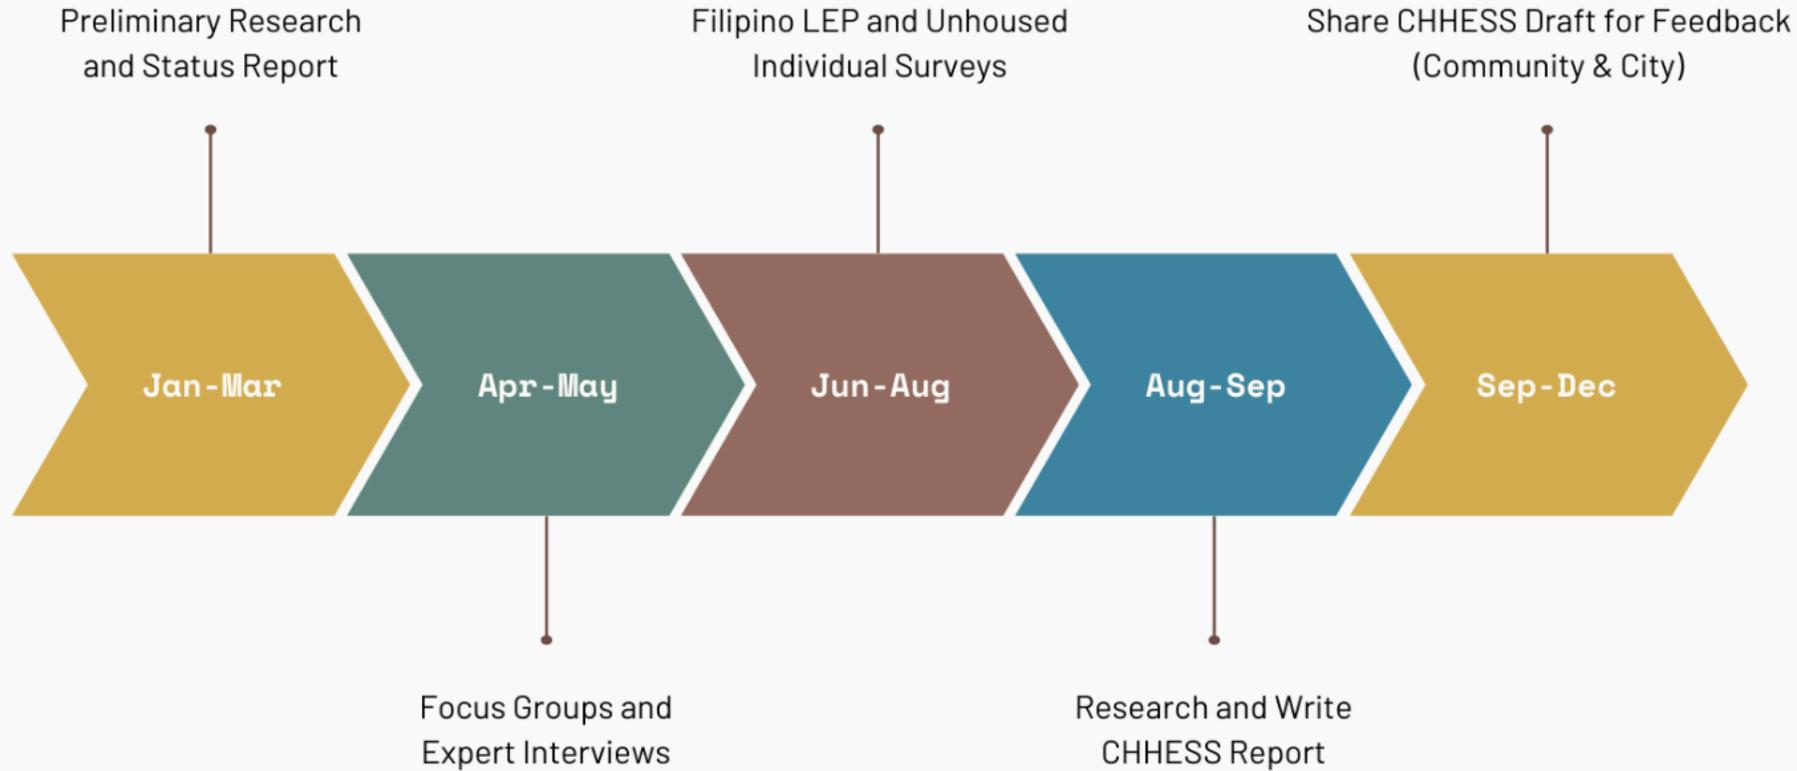 Preliminary Research
and Status Report
Filipino LEP and Unhoused
Individual Surveys
Share CHHESS Draft for Feedback
(Community & City)
Jan-Mar
Apr-May
Jun-Aug
Aug-Sep
Sep-Dec
Focus Groups and
Expert Interviews
Research and Write
CHHESS Report